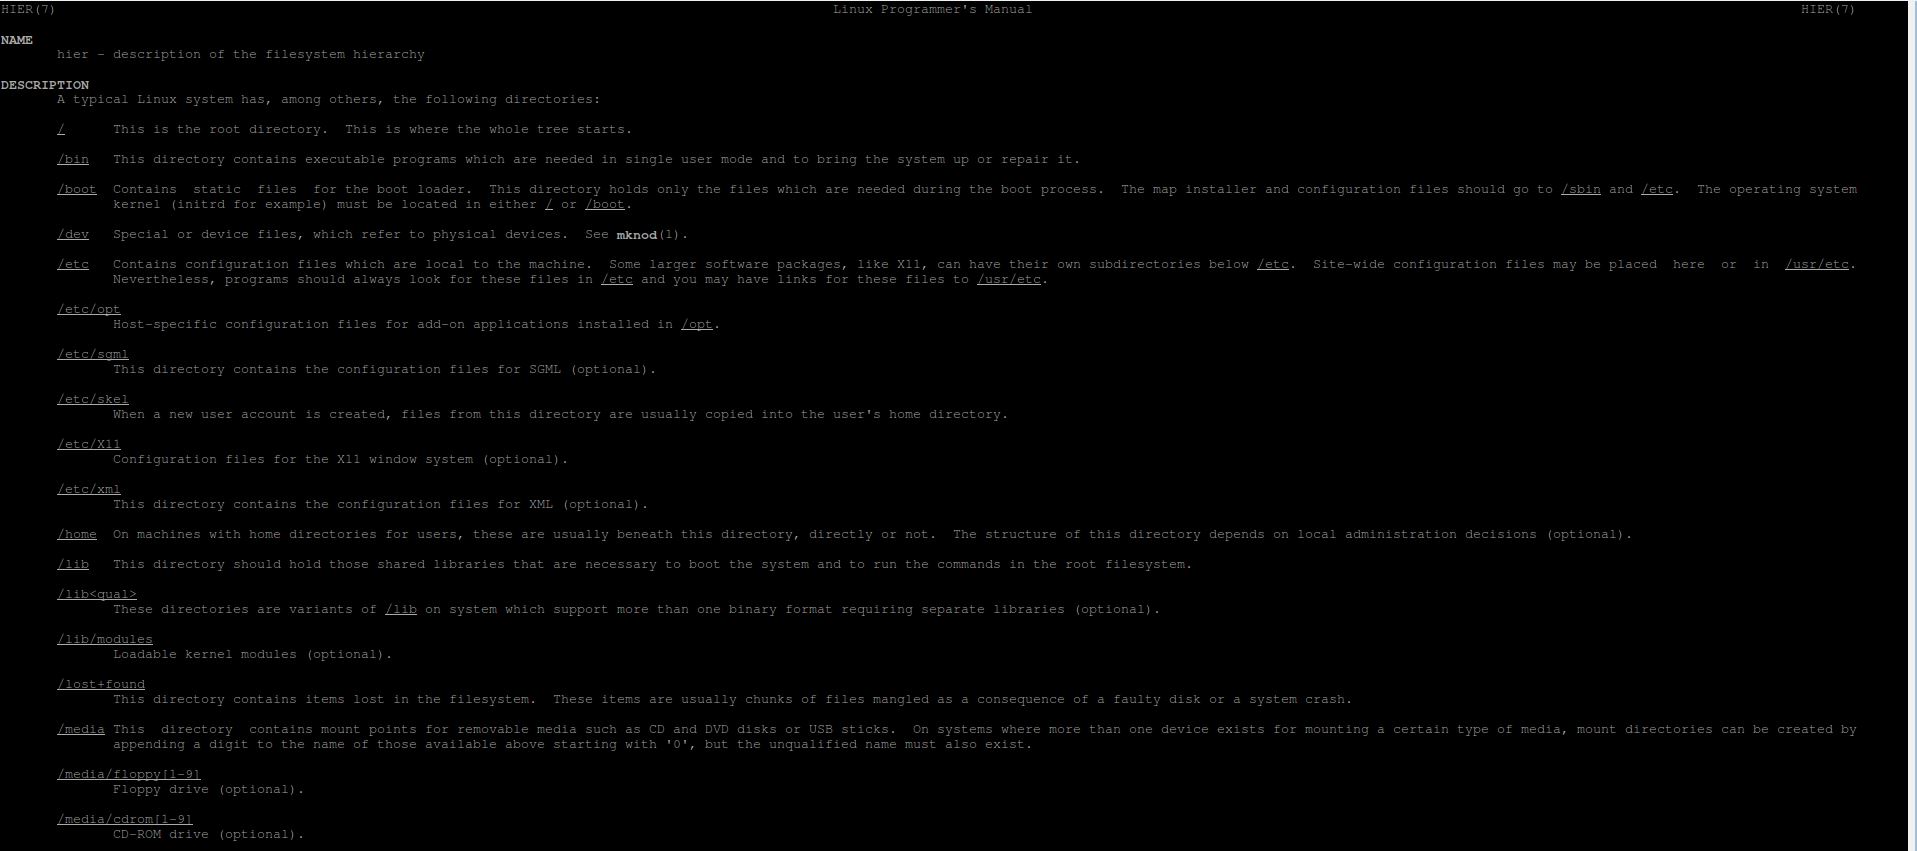 HIER(7) Linux Programmer's Manual HIER(7)
NAME
hier - description of the filesystem hierarchy
DESCRIPTION
A typical Linux system has, among others, the following directories:
/ This is the root directory. This is where the whole tree starts.
/bin This directory contains executable programs which are needed in single user mode and to bring the system up or repair it.
/boot Contains static files for the boot loader. This directory holds only the files which are needed during the boot process. The map installer and configuration files should go to /sbin and /etc. The operating system
kernel (initrd for example) must be located in either / or /boot.
/dev Special or device files, which refer to physical devices. See mknod(1).
/etc Contains configuration files which are local to the machine. Some larger software packages, like X11, can have their own subdirectories below /etc. Site-wide configuration files may be placed here or in /usr/etc.
Nevertheless, programs should always look for these files in /etc and you may have links for these files to /usr/etc.
/etc/opt
Host-specific configuration files for add-on applications installed in /opt.
/etc/sgml
This directory contains the configuration files for SGML (optional).
/etc/skel
When a new user account is created, files from this directory are usually copied into the user's home directory.
/etc/X11
Configuration files for the X11 window system (optional).
/etc/xml
This directory contains the configuration files for XML (optional).
/home On machines with home directories for users, these are usually beneath this directory, directly or not. The structure of this directory depends on local administration decisions (optional).
/lib This directory should hold those shared libraries that are necessary to boot the system and to run the commands in the root filesystem.
/lib<qual>
These directories are variants of /lib on system which support more than one binary format requiring separate libraries (optional).
/lib/modules
Loadable kernel modules (optional).
/lost+found
This directory contains items lost in the filesystem. These items are usually chunks of files mangled as a consequence of a faulty disk or a system crash.
/media This directory contains mount points for removable media such as CD and DVD disks or USB sticks. On systems where more than one device exists for mounting a certain type of media, mount directories can be created by
appending a digit to the name of those available above starting with '0', but the unqualified name must also exist.
/media/floppy[1-9]
Floppy drive (optional).
/media/cdrom[1-9]
CD-ROM drive (optional).